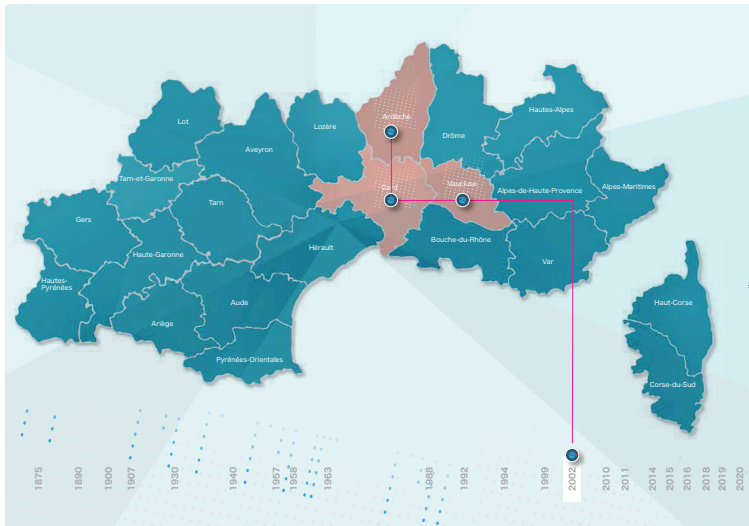 Lot
Aveyron
Lozère
Ardèche
Drôme
Hautes-Alpes
Tarn-et-Garonne
Tarn
Gard
Vaucluse
Alpes-de-Haute-Provence
Alpes-Maritimes
Gers
Haute-Garonne
Hérault
Bouche-du-Rhône
Var
Hautes-
Pyrénées
Ariège
Aude
Pyrénées-Orientales
Haut-Corse
Corse-du-Sud
1875
1890
1900
1907
1930
1940
1957
1958
1963
1988
1992
1994
1999
2002
2010
2011
2014
2015
2016
2018
2019
2020